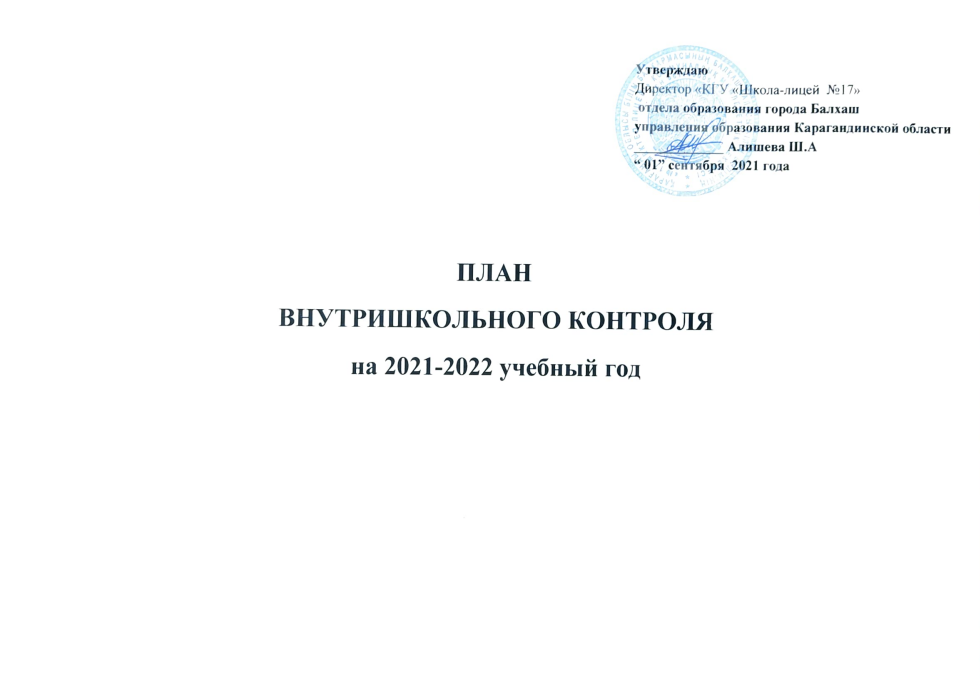 Утверждаю
Директор «КГУ «Школа-лицей №17»
отдела образования города Балхаш
управления образования Карагандинской области
Алишева Ш.А
“ 01” сентября 2021 года
ПЛАН
ВНУТРИШКОЛЬНОГО КОНТРОЛЯ
на 2021-2022 учебный год